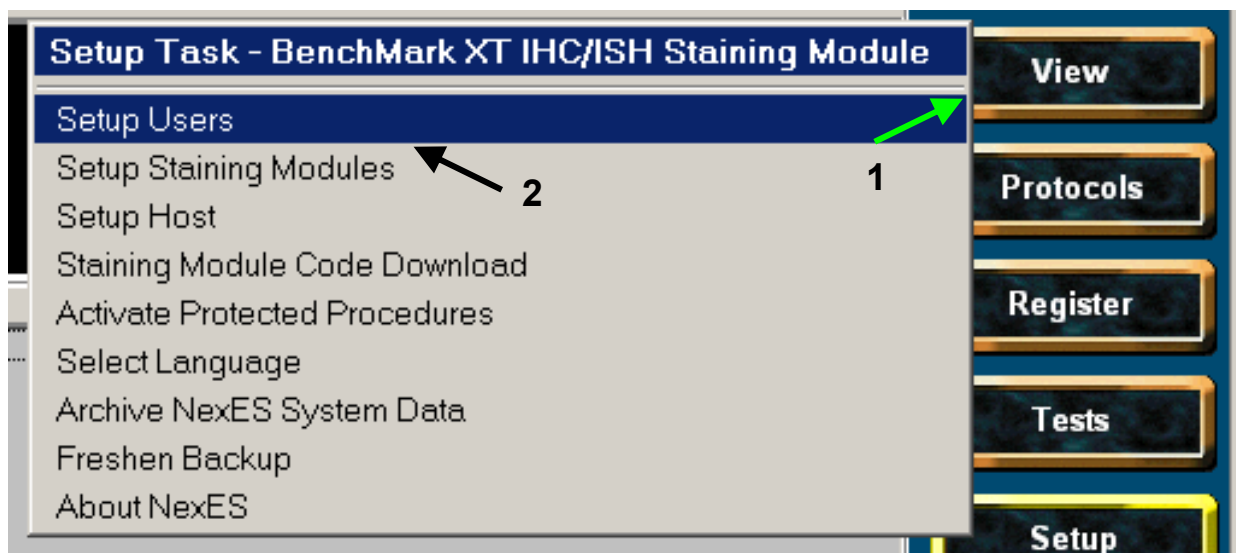 Setup Task - BenchMark XT IHC/ISH Staining Module
Setup Users
Setup Staining Modules
Setup Host
Staining Module Code Download
Activate Protected Procedures
Select Language
Archive NexES System Data
Freshen Backup
About NexES
1
2
View
Protocols
Register
Tests
Setup